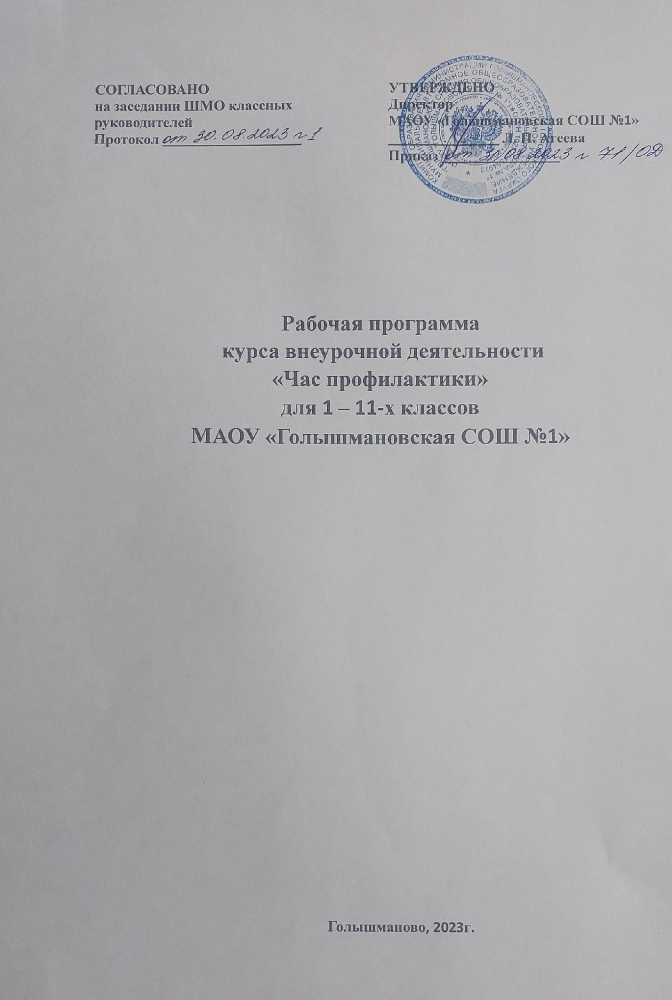 СОГЛАСОВАНО
на заседании ШМО классных
руководителей
Протокол от 30.08.2023 г 1
УТВЕРЖДЕНО
Директор
МАОУ «Голышмановская СОШ №1»
Л. П. Агеева
Приказ от 31.08.2023 г 71/ОД
Рабочая программа
курса внеурочной деятельности
«Час профилактики»
для 1 – 11-х классов
МАОУ «Голышмановская СОШ №1»
Голышманово, 2023г.